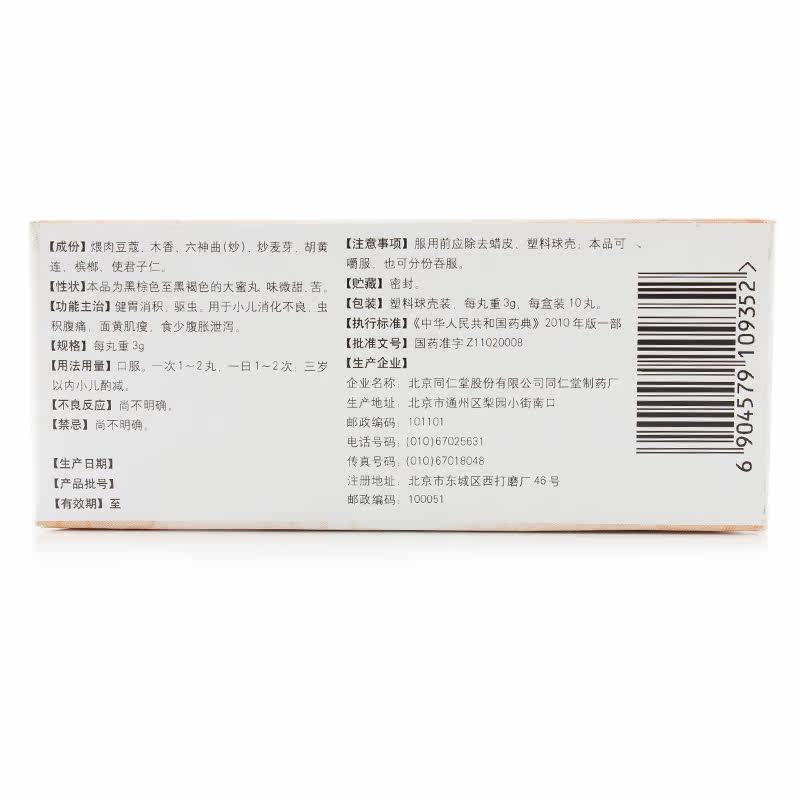 【成份】煨肉豆蔻、木香、六神曲(炒)、炒麦芽、胡黄
连、槟榔、使君子仁。
【性状】本品为黑棕色至黑褐色的大蜜丸 味微甜、苦。
【功能主治】健胃消积，驱虫。用于小儿消化不良，虫
积腹痛，面黄肌瘦，食少腹胀泄泻。
【规格】每丸重3g
【用法用量】口服。一次1～2丸，一日1～2次；三岁
以内小儿酌减。
【不良反应】尚不明确。
【禁忌】尚不明确。
【生产日期】
【产品批号】
【有效期】至
【注意事项】服用前应除去蜡皮、塑料球壳；本品可
嚼服，也可分份吞服。
【贮藏】密封。
【包装】塑料球壳装，每丸重3g，每盒装10丸。
【执行标准】《中华人民共和国药典》2010年版一部
【批准文号】国药准字Z11020008
【生产企业】
企业名称：北京同仁堂股份有限公司同仁堂制药厂
生产地址：北京市通州区梨园小街南口
邮政编码：101101
电话号码：(010)67025631
传真号码：(010)67018048
注册地址：北京市东城区西打磨厂46号
邮政编码：100051
6 904579 109352 >